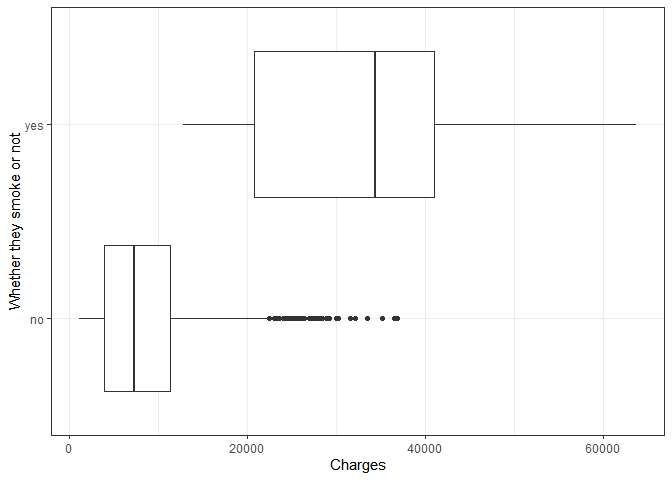 Whether they smoke or not
yes
no
0
20000
40000
60000
Charges